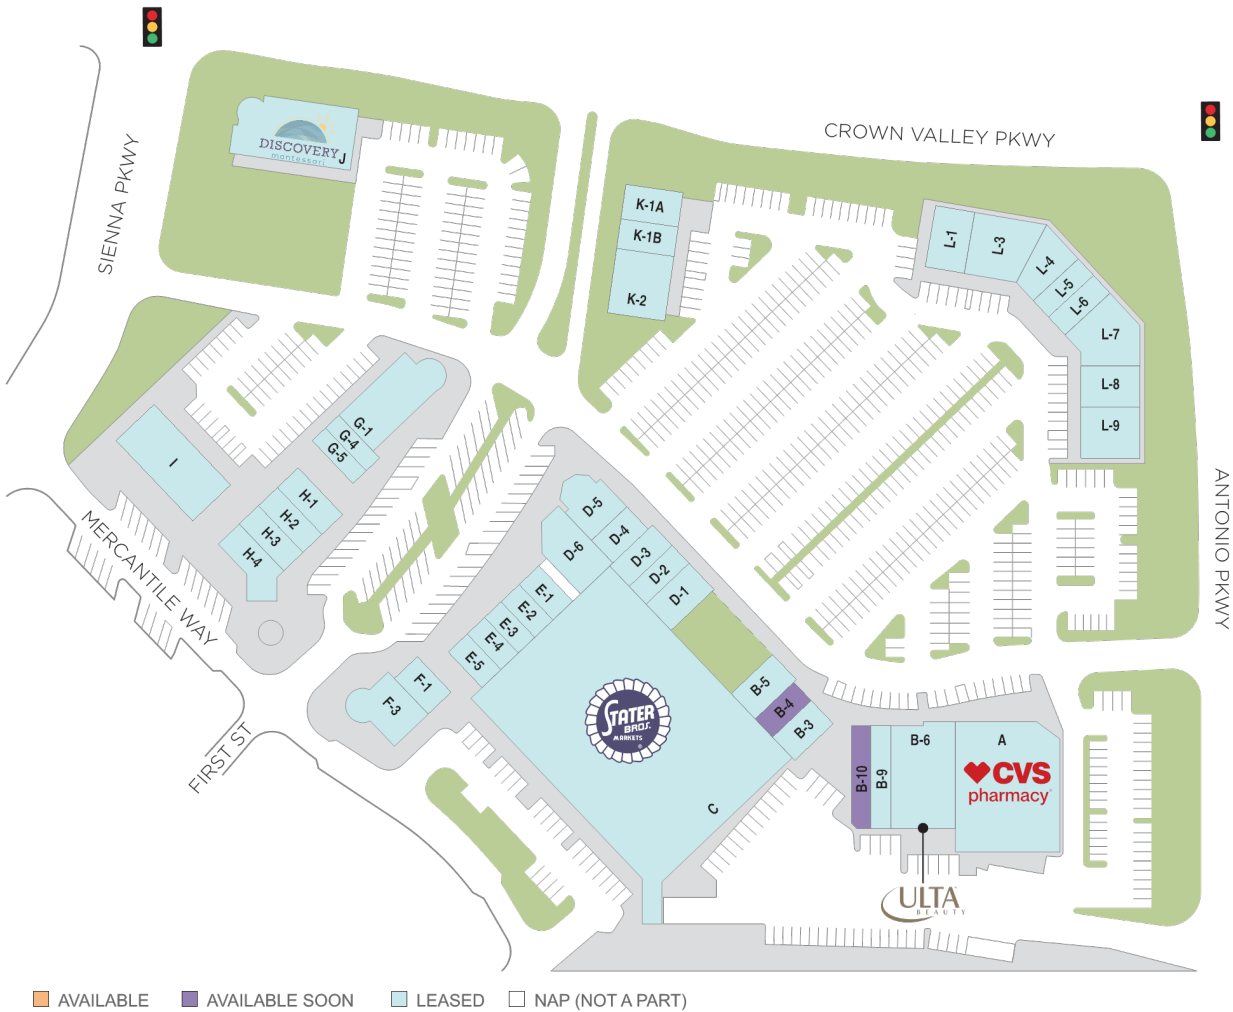 CROWN VALLEY PKWY
SIENNA PKWY
DISCOVERY
montessori
J
K-1A
K-1B
K-2
L-1
L-3
L-4
L-5
L-6
L-7
L-8
L-9
ANTONIO PKWY
G-1
G-4
G-5
I
H-1
H-2
H-3
H-4
MERCANTILE WAY
FIRST ST
D-5
D-4
D-6
D-3
D-2
D-1
E-1
E-2
E-3
E-4
E-5
F-1
F-3
STATER
BROS.
MARKETS
C
B-5
B-4
B-3
B-10
B-9
B-6
A
CVS
pharmacy
ULTA
BEAUTY
AVAILABLE
AVAILABLE SOON
LEASED
NAP (NOT A PART)